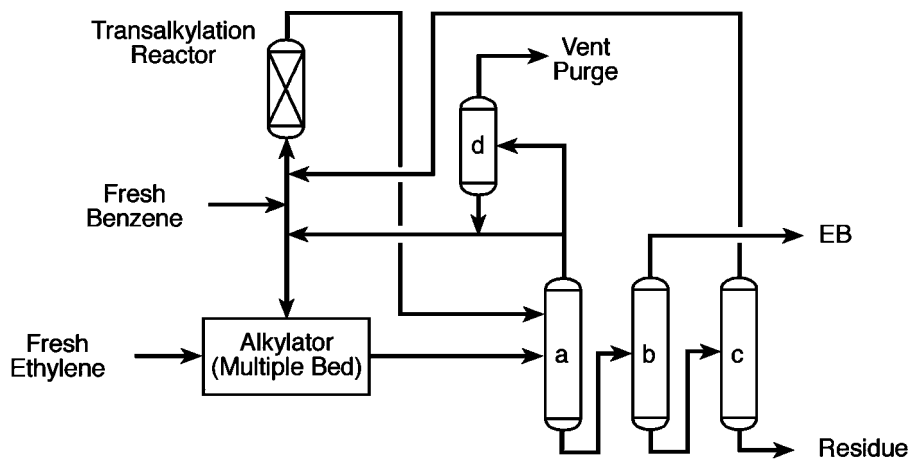 Transalkylation
Reactor
Vent
Purge
d
Fresh
Benzene
EB
Fresh
Ethylene
Alkylator
(Multiple Bed)
a
b
c
Residue